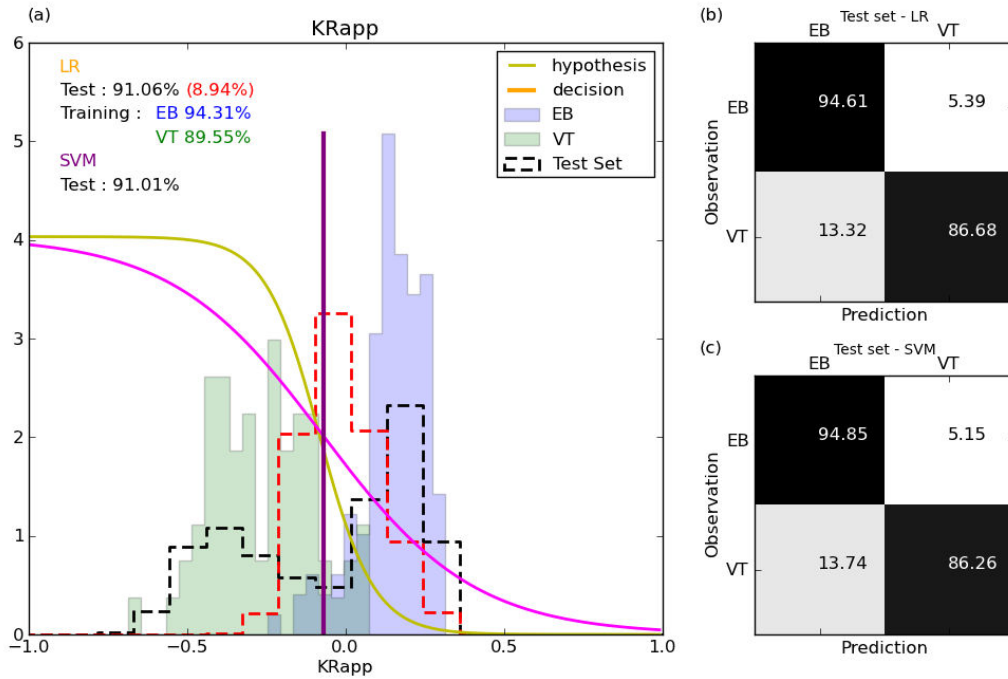 (a)
KRapp
6
5
4
3
2
1
0
LR
Test : 91.06% (8.94%)
Training : EB 94.31%
VT 89.55%
SVM
Test : 91.01%
hypothesis
decision
EB
VT
Test Set
−1.0 −0.5 0.0 0.5 1.0
KRapp
(b) Test set - LR
EB VT
Observation
EB 94.61 5.39
VT 13.32 86.68
Prediction
(c) Test set - SVM
EB VT
Observation
EB 94.85 5.15
VT 13.74 86.26
Prediction